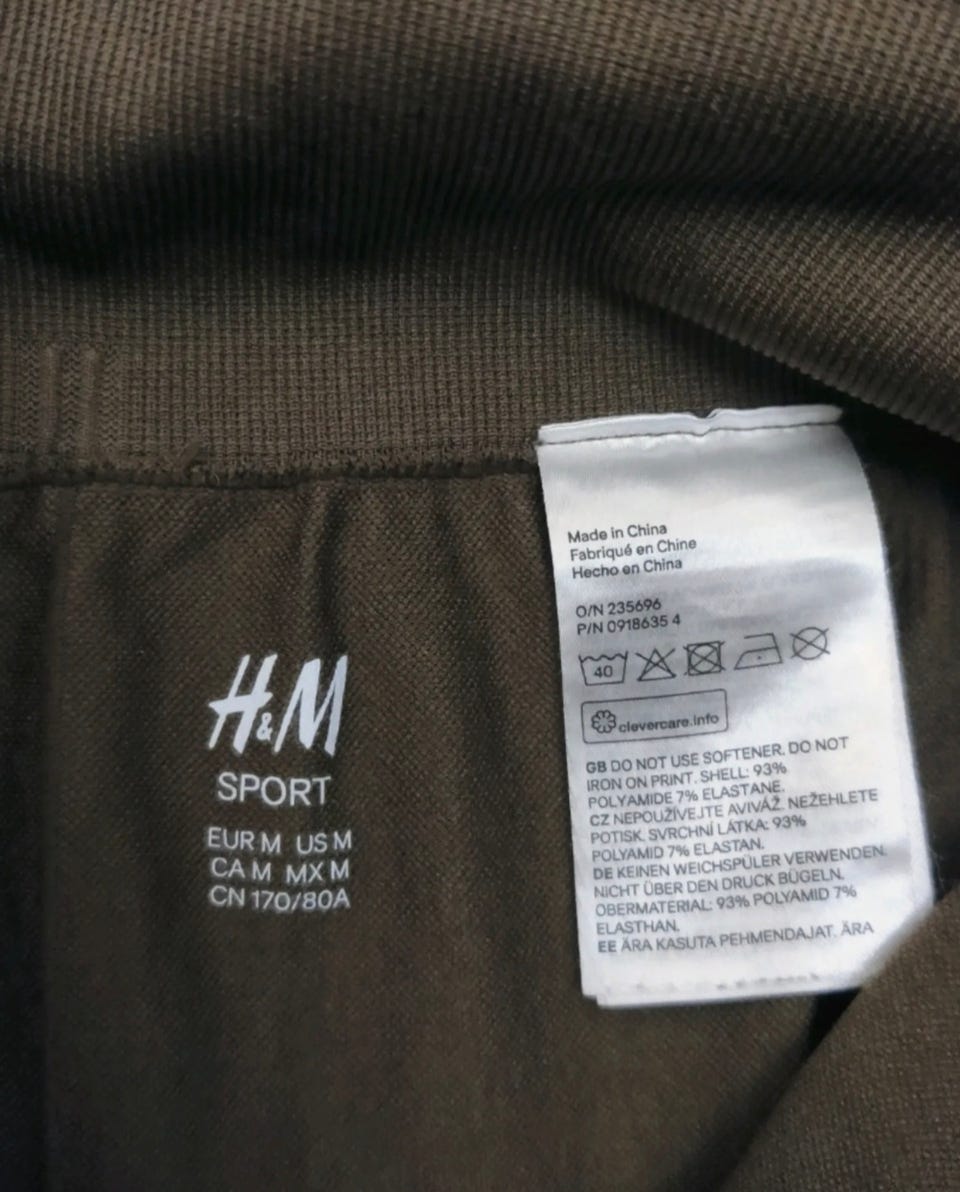 H&M
SPORT
EUR M US M
CA M MX M
CN 170/80A
Made in China
Fabriqué en Chine
Hecho en China
O/N 235696
P/N 0918635 4
40
clevercare.info
GB DO NOT USE SOFTENER. DO NOT
IRON ON PRINT. SHELL: 93%
POLYAMIDE 7% ELASTANE.
CZ NEPOUŽÍVEJTE AVIVÁŽ. NEŽEHLETE
POTISK. SVRCHNÍ LÁTKA: 93%
POLYAMID 7% ELASTAN.
DE KEINEN WEICHSPÜLER VERWENDEN.
NICHT ÜBER DEN DRUCK BÜGELN.
OBERMATERIAL: 93% POLYAMID 7%
ELASTHAN.
EE ÄRA KASUTA PEHMENDAJAT. ÄRA